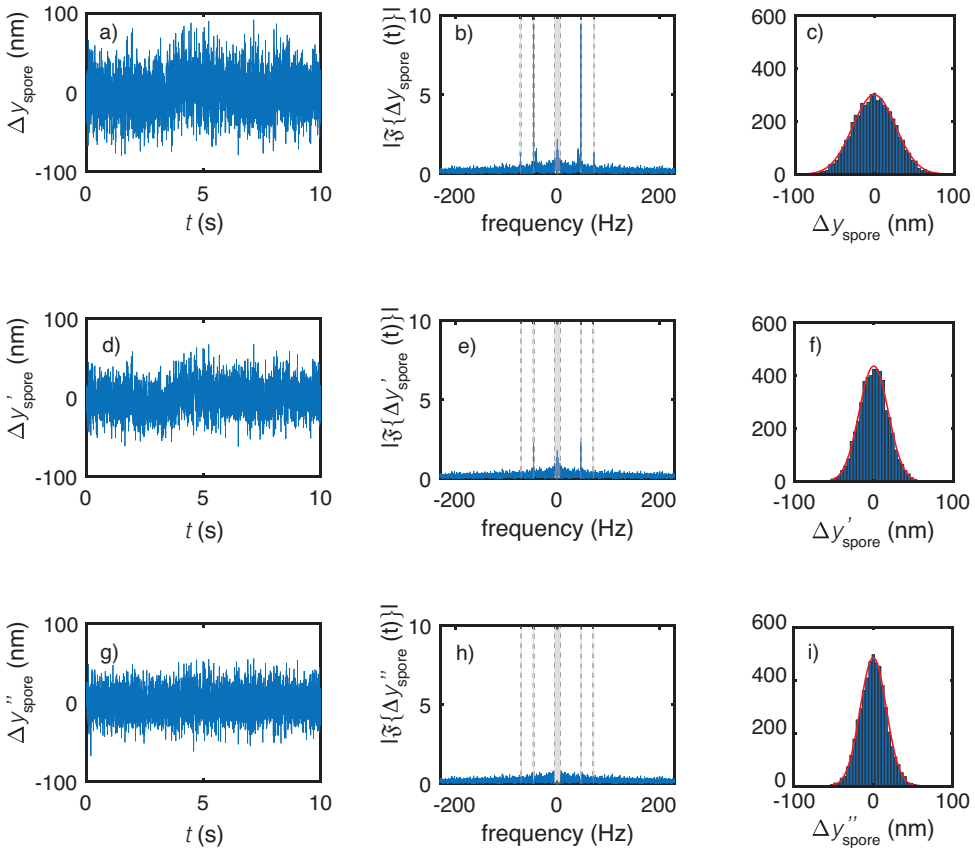 a)
Δy_spore (nm)
100
0
-100
0 5 10
t (s)
b)
|𝔉{Δy_spore (t)}|
10
5
0
-200 0 200
frequency (Hz)
c)
600
400
200
0
-100 0 100
Δy_spore (nm)
d)
Δy'_spore (nm)
100
0
-100
0 5 10
t (s)
e)
|𝔉{Δy'_spore (t)}|
10
5
0
-200 0 200
frequency (Hz)
f)
600
400
200
0
-100 0 100
Δy'_spore (nm)
g)
Δy''_spore (nm)
100
0
-100
0 5 10
t (s)
h)
|𝔉{Δy''_spore (t)}|
10
5
0
-200 0 200
frequency (Hz)
i)
600
400
200
0
-100 0 100
Δy''_spore (nm)